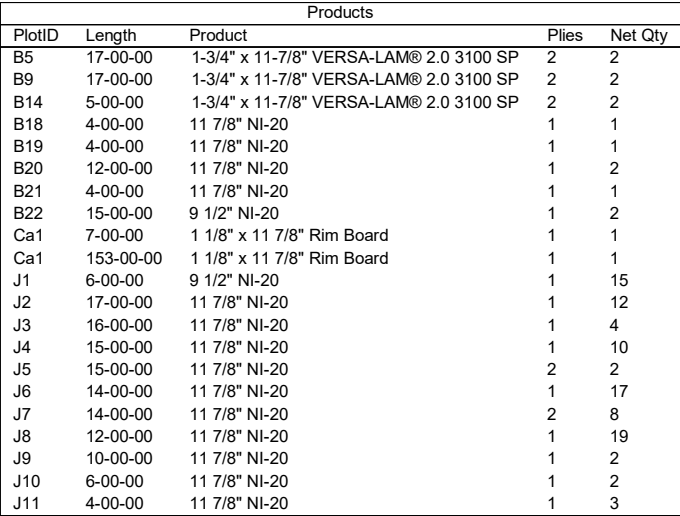 Products
PlotID Length Product Plies Net Qty
B5 17-00-00 1-3/4" x 11-7/8" VERSA-LAM® 2.0 3100 SP 2 2
B9 17-00-00 1-3/4" x 11-7/8" VERSA-LAM® 2.0 3100 SP 2 2
B14 5-00-00 1-3/4" x 11-7/8" VERSA-LAM® 2.0 3100 SP 2 2
B18 4-00-00 11 7/8" NI-20 1 1
B19 4-00-00 11 7/8" NI-20 1 1
B20 12-00-00 11 7/8" NI-20 1 2
B21 4-00-00 11 7/8" NI-20 1 1
B22 15-00-00 9 1/2" NI-20 1 2
Ca1 7-00-00 1 1/8" x 11 7/8" Rim Board 1 1
Ca1 153-00-00 1 1/8" x 11 7/8" Rim Board 1 1
J1 6-00-00 9 1/2" NI-20 1 15
J2 17-00-00 11 7/8" NI-20 1 12
J3 16-00-00 11 7/8" NI-20 1 4
J4 15-00-00 11 7/8" NI-20 1 10
J5 15-00-00 11 7/8" NI-20 2 2
J6 14-00-00 11 7/8" NI-20 1 17
J7 14-00-00 11 7/8" NI-20 2 8
J8 12-00-00 11 7/8" NI-20 1 19
J9 10-00-00 11 7/8" NI-20 1 2
J10 6-00-00 11 7/8" NI-20 1 2
J11 4-00-00 11 7/8" NI-20 1 3